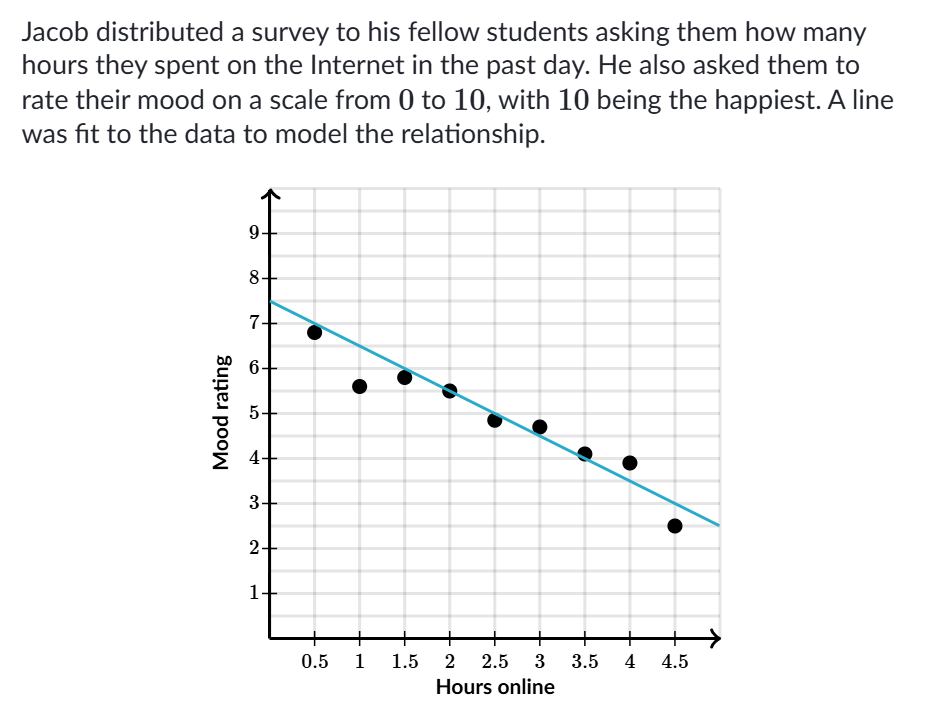 Jacob distributed a survey to his fellow students asking them how many
hours they spent on the Internet in the past day. He also asked them to
rate their mood on a scale from 0 to 10, with 10 being the happiest. A line
was fit to the data to model the relationship.
9
8
7
6
5
4
3
2
1
Mood rating
0.5 1 1.5 2 2.5 3 3.5 4 4.5
Hours online